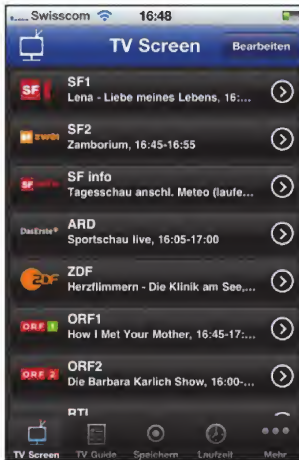 Swisscom 16:48
TV Screen Bearbeiten
SF SF1
Lena - Liebe meines Lebens, 16:...
SF zwei SF2
Zamborium, 16:45-16:55
SF info SF info
Tagesschau anschl. Meteo (laufe...
Das Erste ARD
Sportschau live, 16:05-17:00
ZDF ZDF
Herzflimmern - Die Klinik am See,...
ORF 1 ORF1
How I Met Your Mother, 16:45-17:...
ORF 2 ORF2
Die Barbara Karlich Show, 16:00-...
RTL
TV Screen TV Guide Speichern Laufzeit Mehr